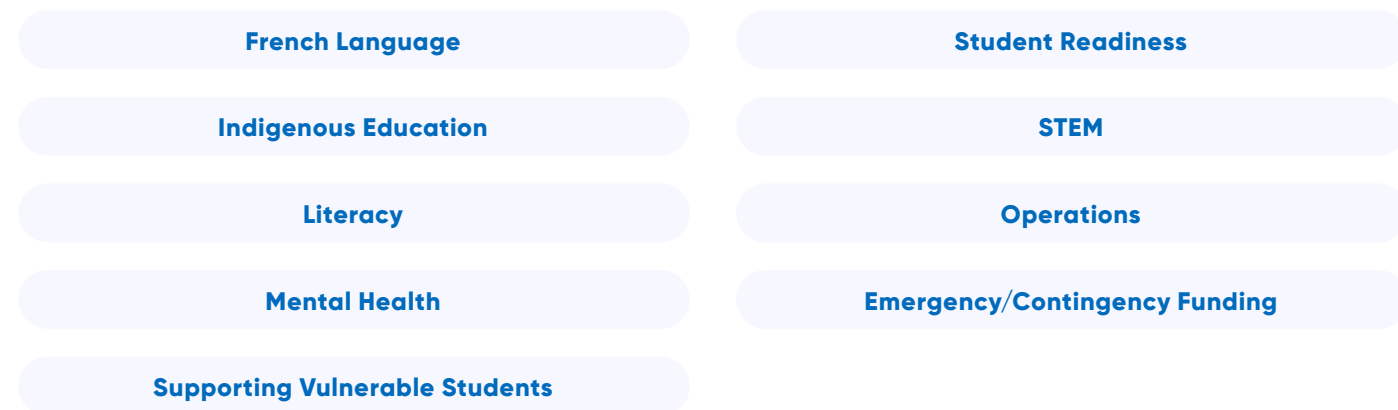 French Language
Indigenous Education
Literacy
Mental Health
Supporting Vulnerable Students
Student Readiness
STEM
Operations
Emergency/Contingency Funding